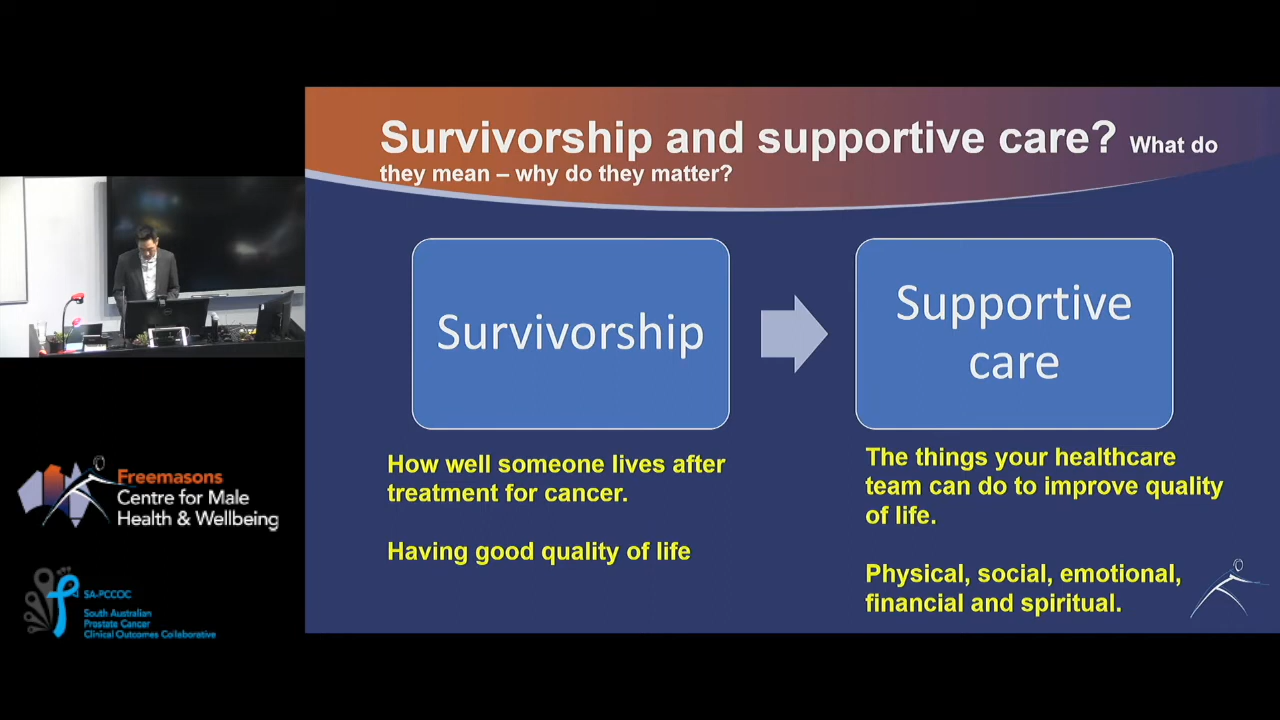 Survivorship and supportive care? What do
they mean – why do they matter?
Survivorship
Supportive
care
How well someone lives after
treatment for cancer.
Having good quality of life
The things your healthcare
team can do to improve quality
of life.
Physical, social, emotional,
financial and spiritual.
Freemasons
Centre for Male
Health & Wellbeing
SA-PCCOC
South Australian
Prostate Cancer
Clinical Outcomes Collaborative